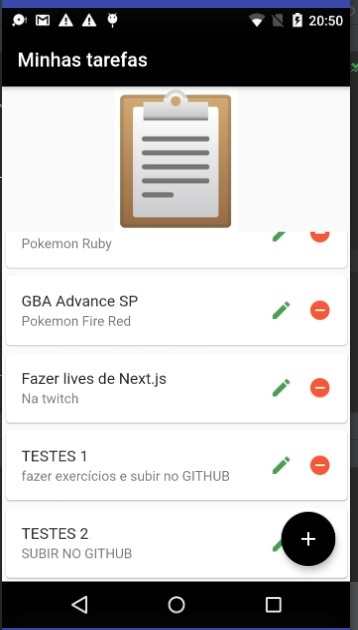 20:50
Minhas tarefas
Pokemon Ruby
GBA Advance SP
Pokemon Fire Red
Fazer lives de Next.js
Na twitch
TESTES 1
fazer exercícios e subir no GITHUB
TESTES 2
SUBIR NO GITHUB